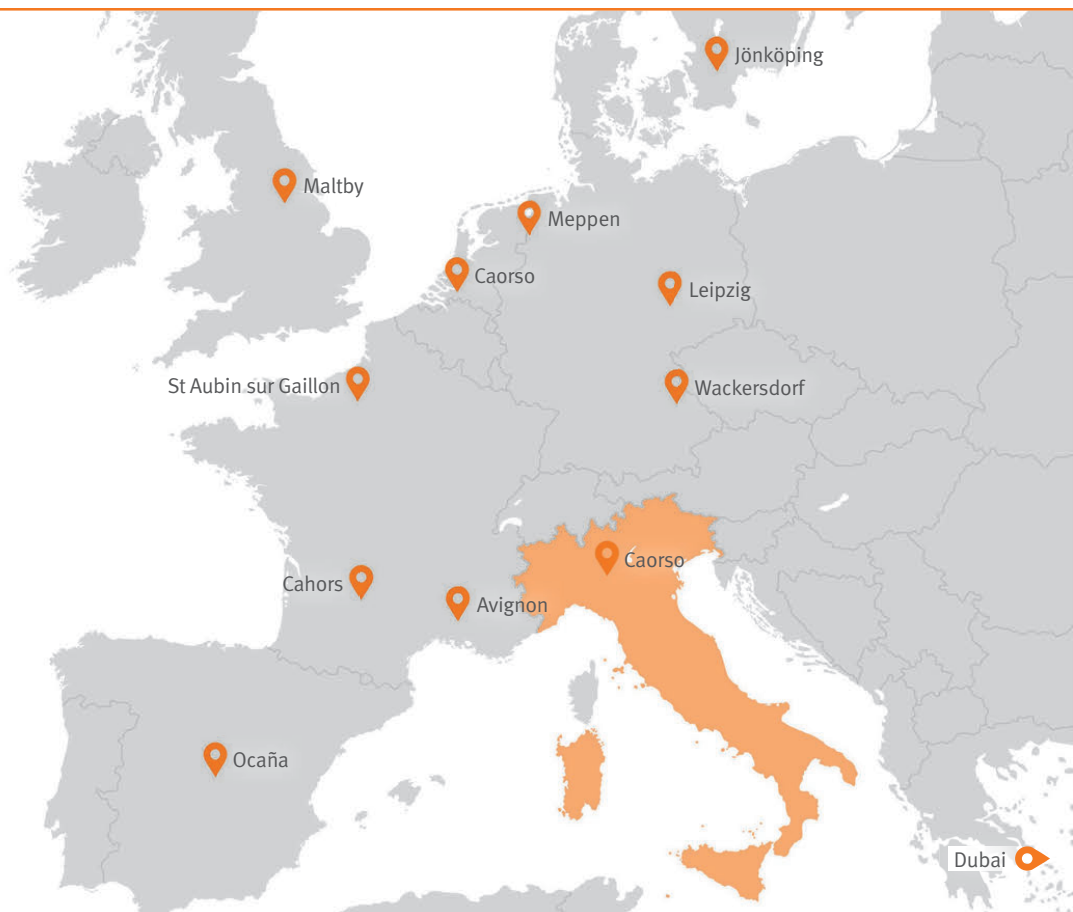 Jönköping
Maltby
Meppen
Caorso
Leipzig
St Aubin sur Gaillon
Wackersdorf
Caorso
Cahors
Avignon
Ocaña
Dubai